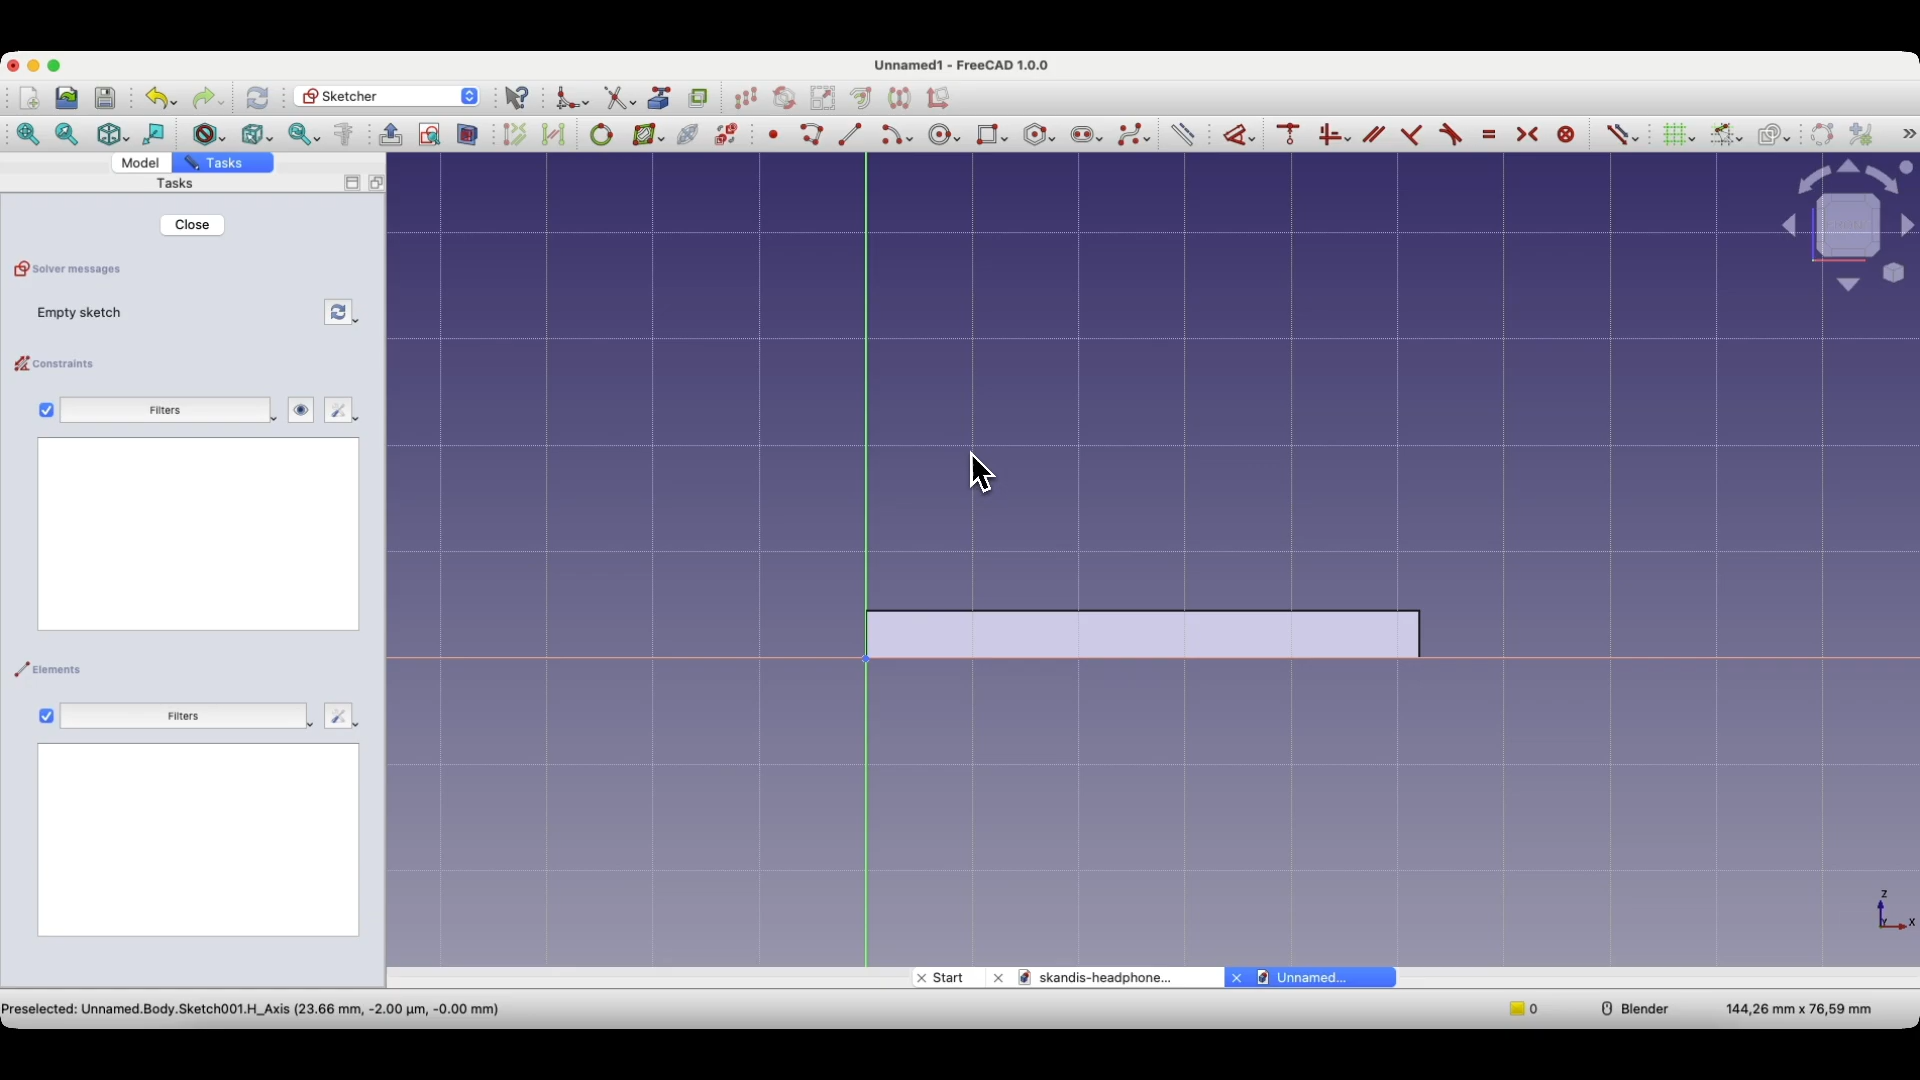 Unnamed1 - FreeCAD 1.0.0
Sketcher
Model
Tasks
Tasks
Close
Solver messages
Empty sketch
Constraints
Filters
Elements
Filters
Z
Y
X
Start
skandis-headphone...
Unnamed...
Preselected: Unnamed.Body.Sketch001.H_Axis (23.66 mm, -2.00 µm, -0.00 mm)
0
Blender
144,26 mm x 76,59 mm